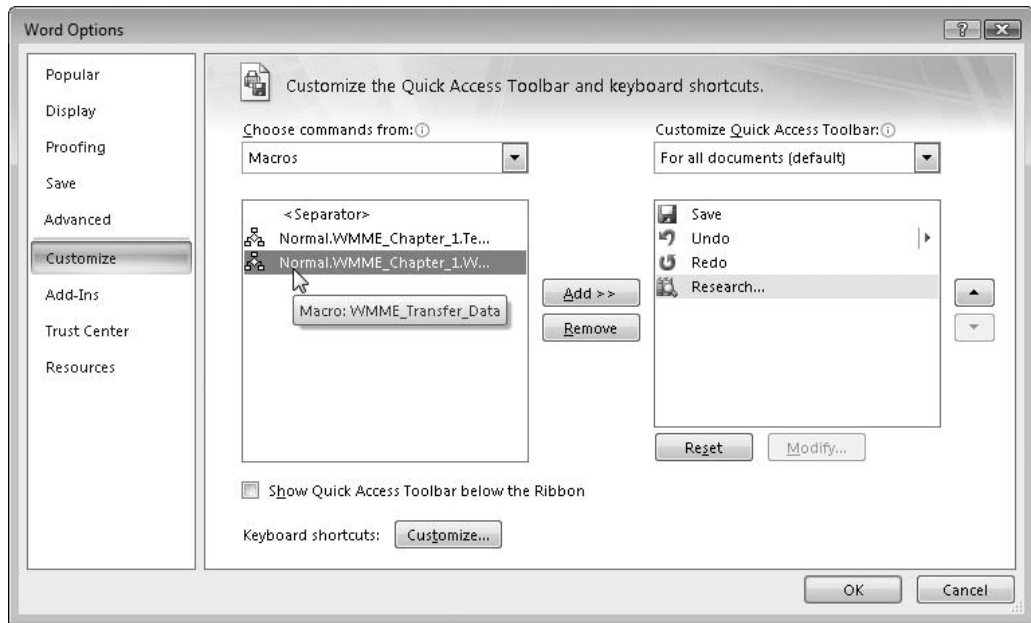 Word Options
Popular
Display
Proofing
Save
Advanced
Customize
Add-Ins
Trust Center
Resources
Customize the Quick Access Toolbar and keyboard shortcuts.
Choose commands from:
Macros
<Separator>
Normal.WMME_Chapter_1.Te...
Normal.WMME_Chapter_1.W...
Macro: WMME_Transfer_Data
Add >>
Remove
Customize Quick Access Toolbar:
For all documents (default)
Save
Undo
Redo
Research...
Reset
Modify...
Show Quick Access Toolbar below the Ribbon
Keyboard shortcuts: Customize...
OK
Cancel